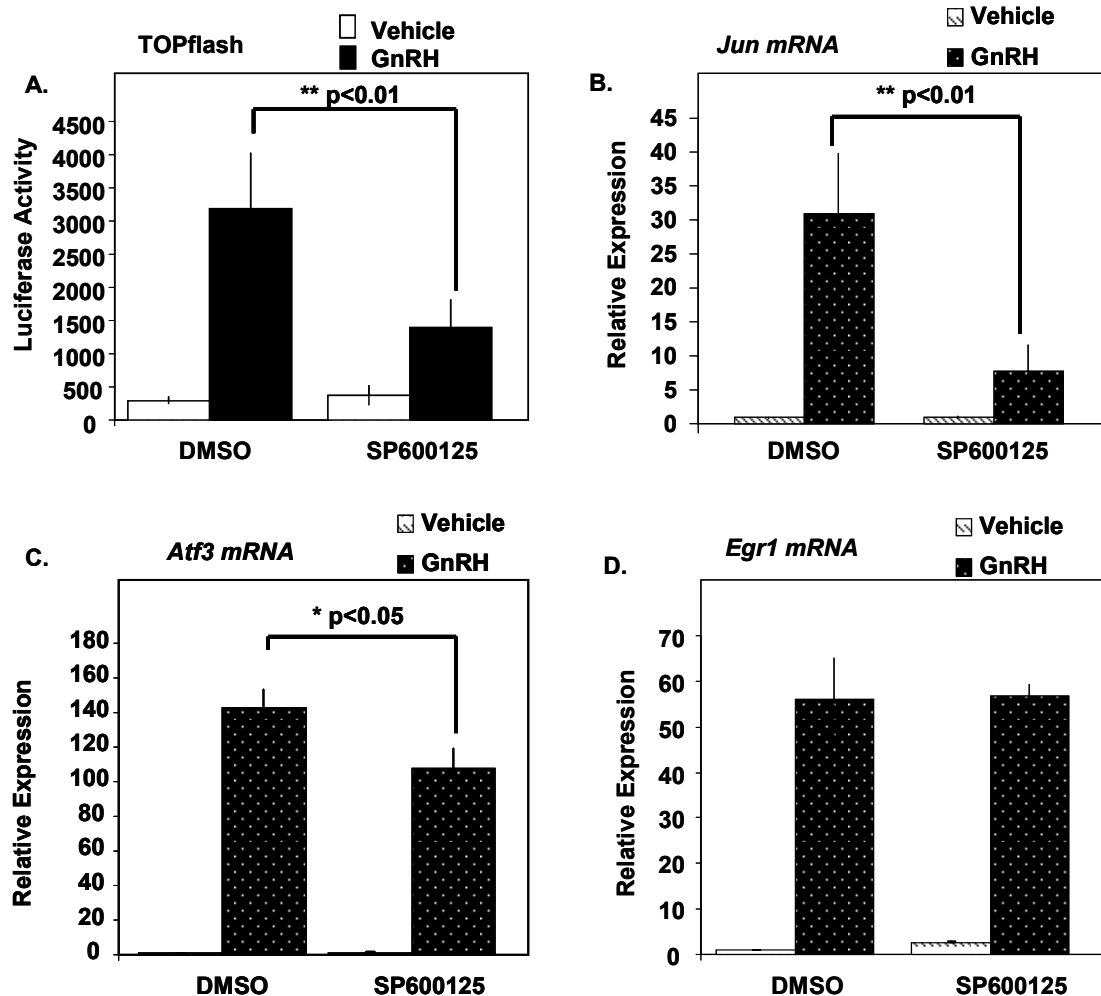 A.
TOPflash
Vehicle
GnRH
** p<0.01
Luciferase Activity
4500
4000
3500
3000
2500
2000
1500
1000
500
0
DMSO SP600125
B.
Jun mRNA
Vehicle
GnRH
** p<0.01
Relative Expression
45
40
35
30
25
20
15
10
5
0
DMSO SP600125
C.
Atf3 mRNA
Vehicle
GnRH
* p<0.05
Relative Expression
180
160
140
120
100
80
60
40
20
0
DMSO SP600125
D.
Egr1 mRNA
Vehicle
GnRH
Relative Expression
70
60
50
40
30
20
10
0
DMSO SP600125